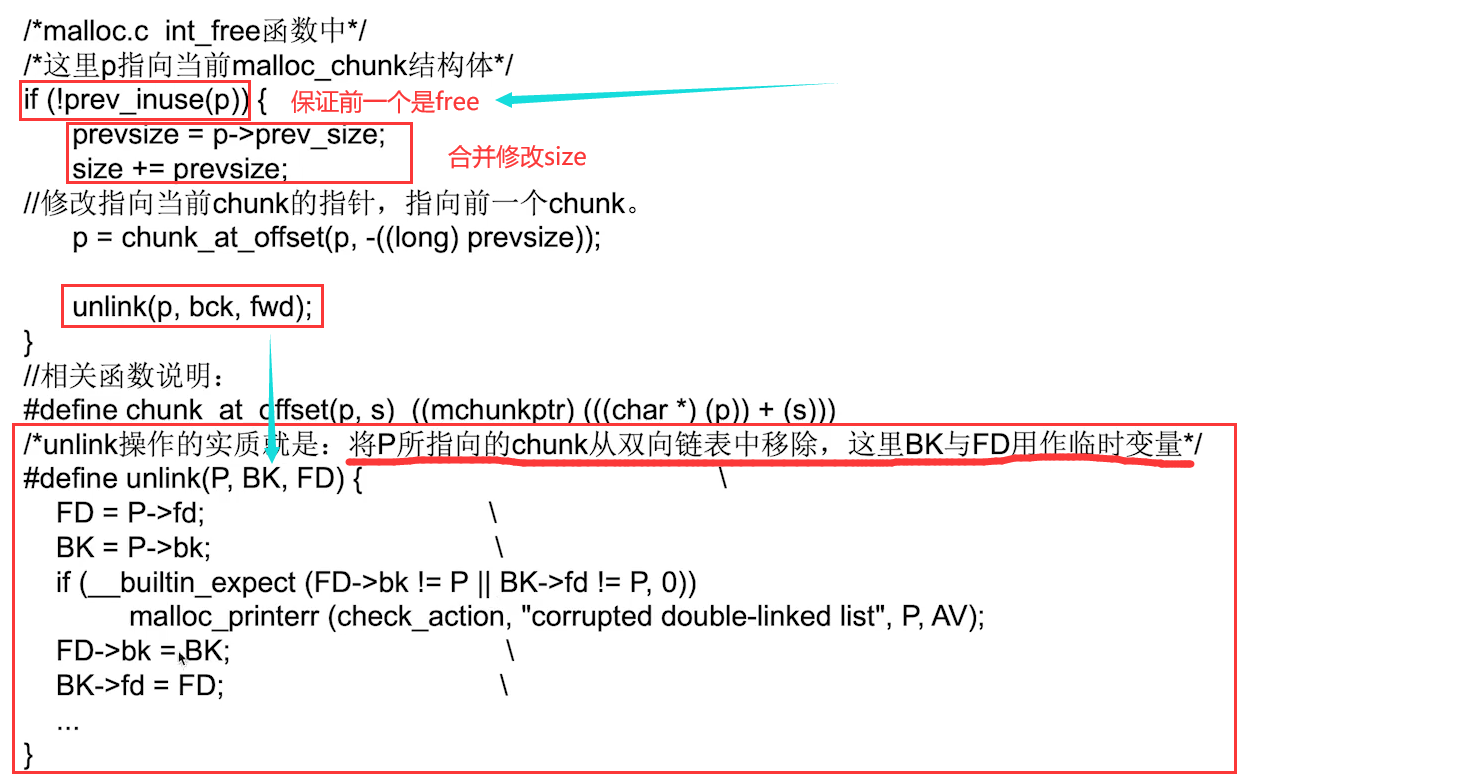 /*malloc.c  int_free函数中*/
/*这里p指向当前malloc_chunk结构体*/
if (!prev_inuse(p)) {  保证前一个是free
prevsize = p->prev_size;
size += prevsize;  合并修改size
//修改指向当前chunk的指针，指向前一个chunk。
p = chunk_at_offset(p, -((long) prevsize));
unlink(p, bck, fwd);
}
//相关函数说明：
#define chunk_at_offset(p, s)  ((mchunkptr) (((char *) (p)) + (s)))
/*unlink操作的实质就是：将P所指向的chunk从双向链表中移除，这里BK与FD用作临时变量*/
#define unlink(P, BK, FD) { \
FD = P->fd; \
BK = P->bk; \
if (__builtin_expect (FD->bk != P || BK->fd != P, 0))
malloc_printerr (check_action, "corrupted double-linked list", P, AV);
FD->bk = BK; \
BK->fd = FD; \
...
}